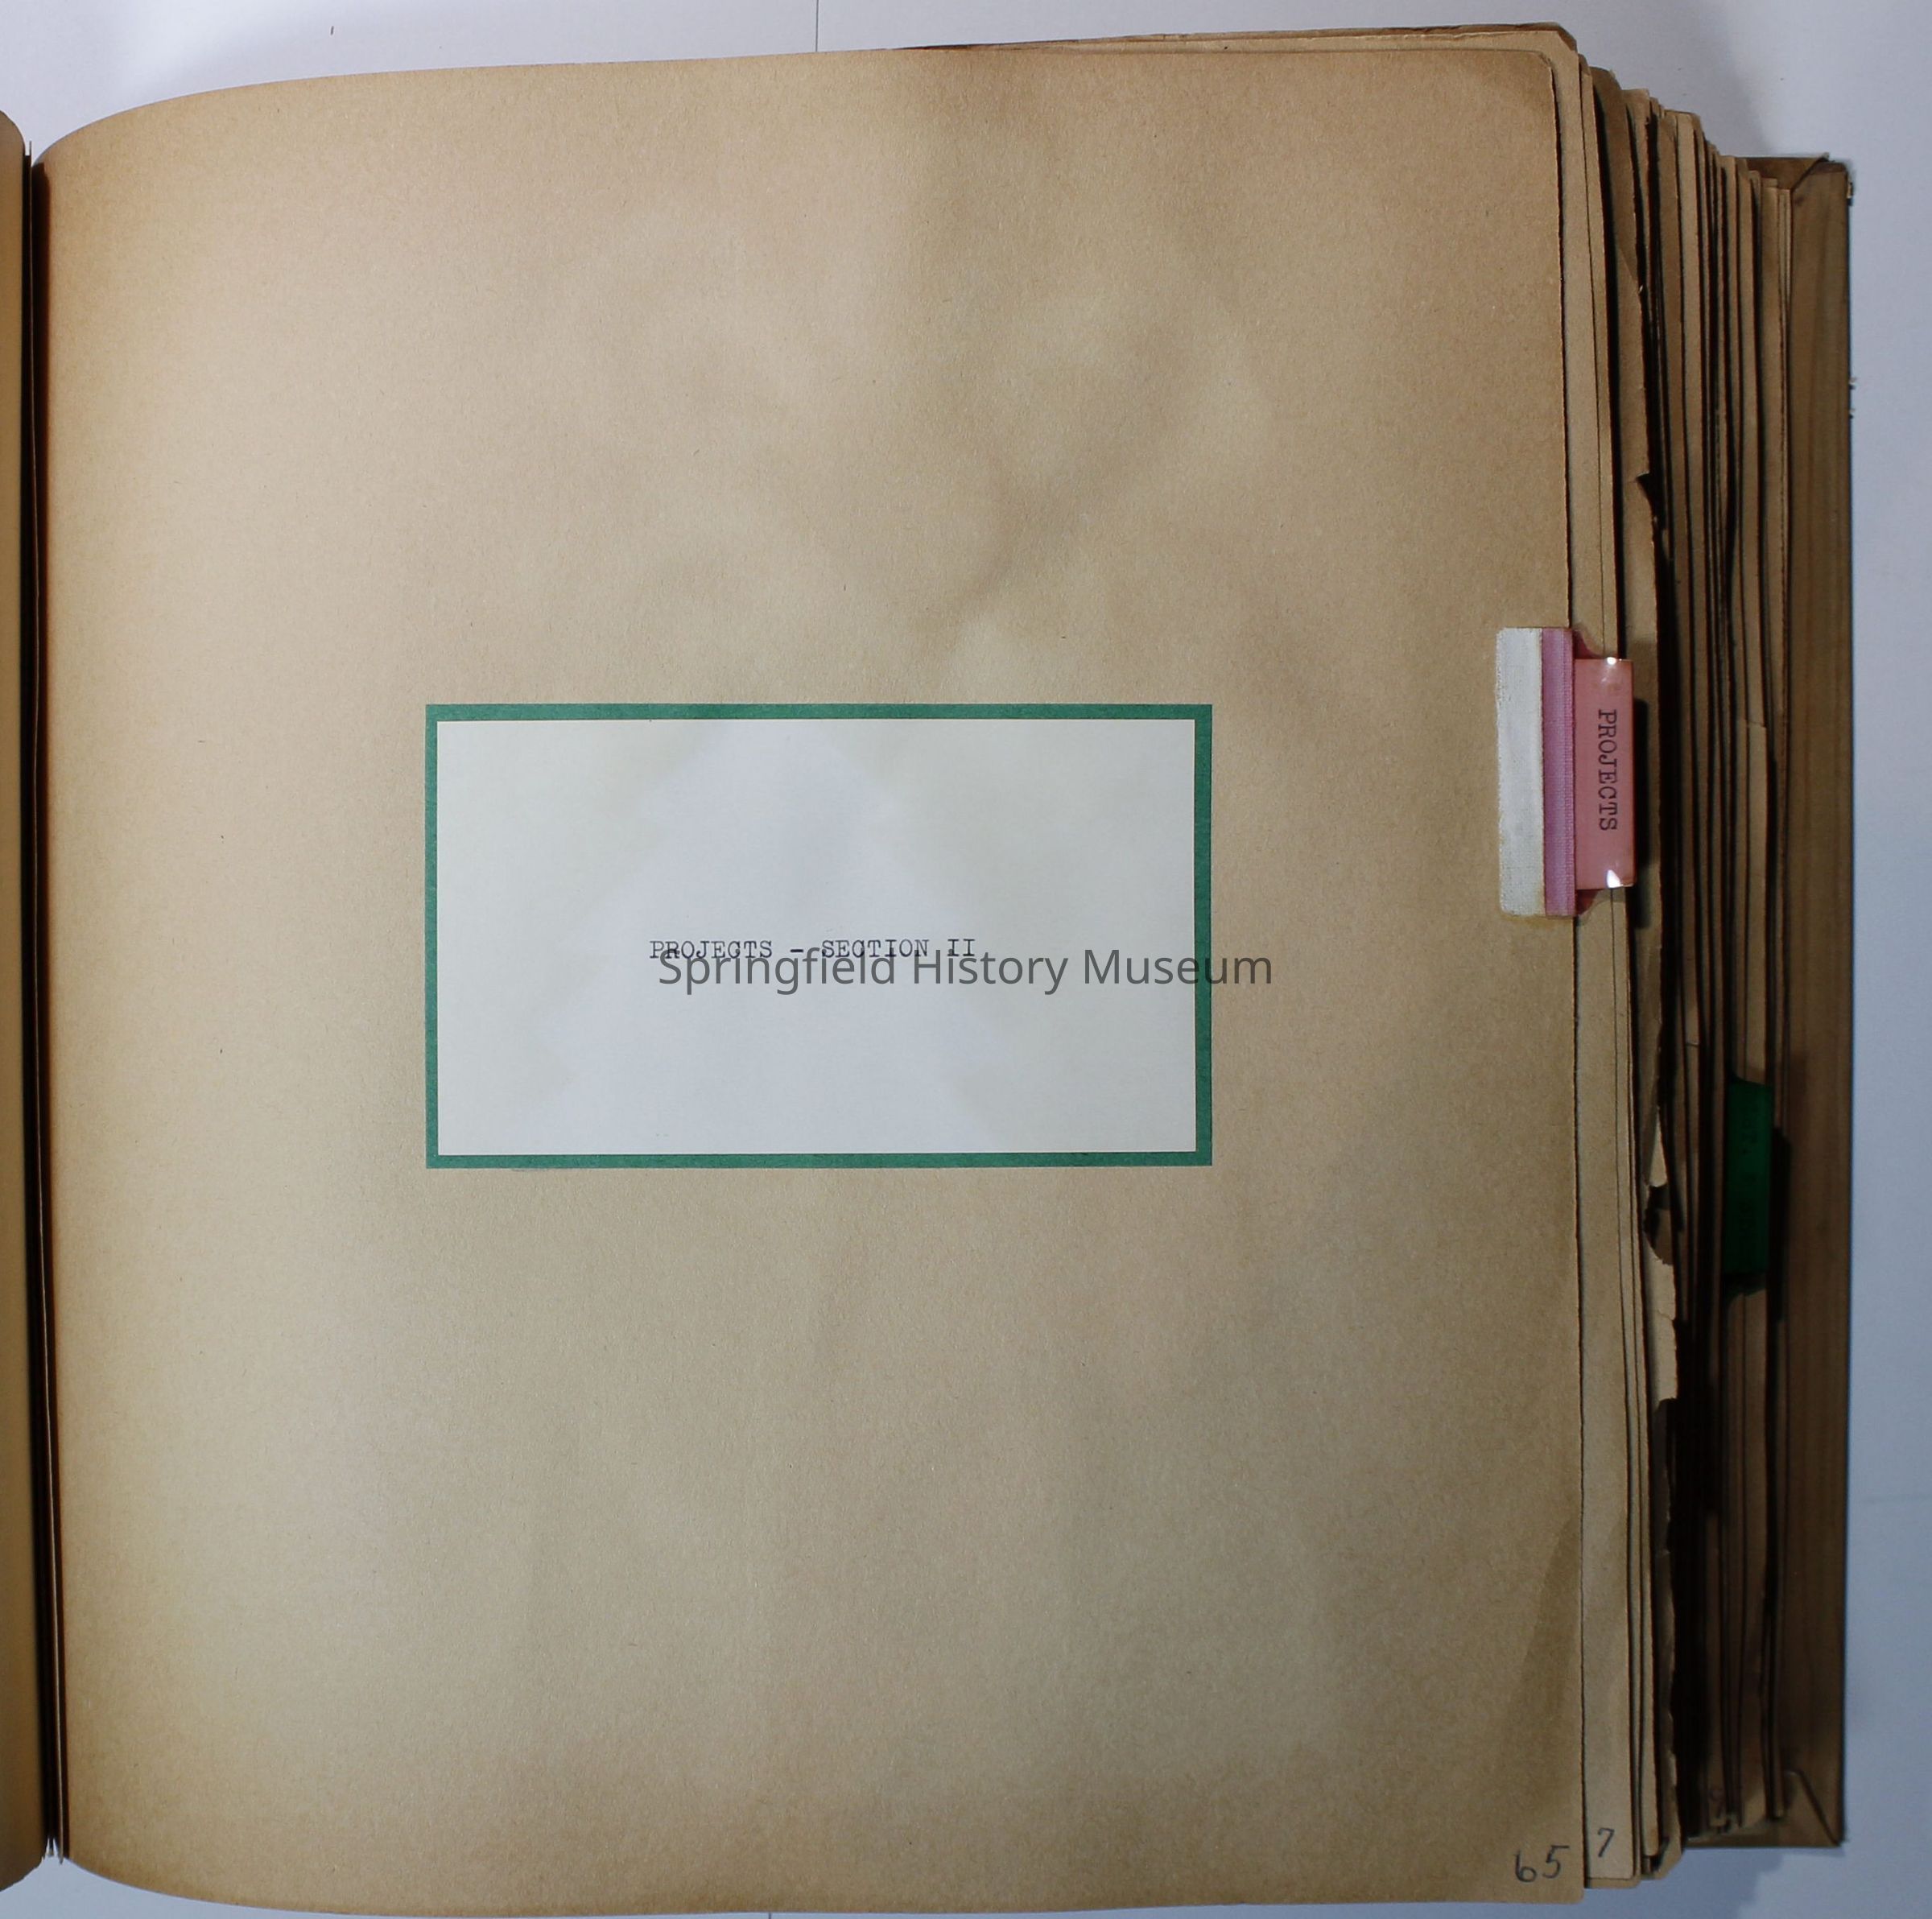 PROJECTS
PROJECTS - SECTION II
Springfield History Museum
65
7